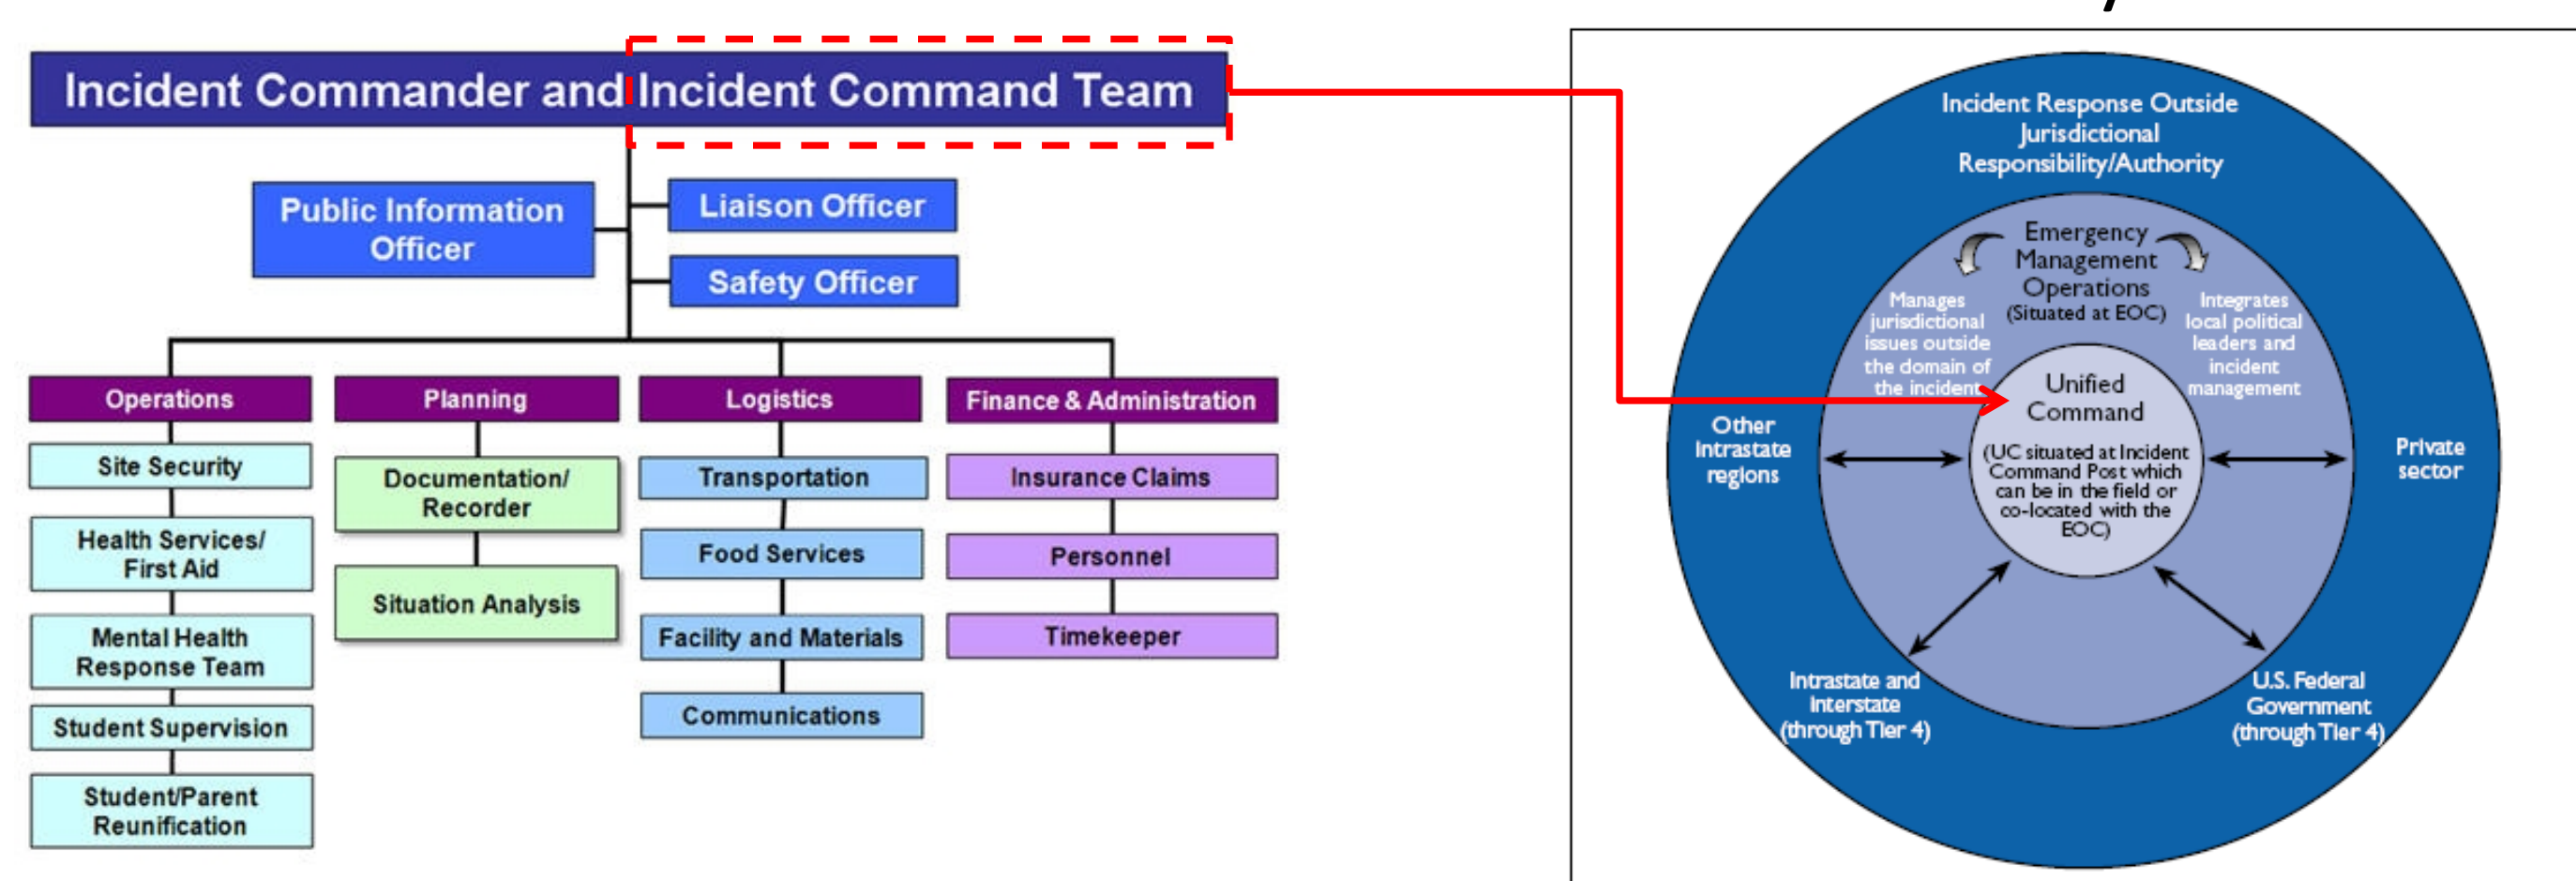 Incident Commander and Incident Command Team
Public Information
Officer
Liaison Officer
Safety Officer
Operations
Site Security
Health Services/
First Aid
Mental Health
Response Team
Student Supervision
Student/Parent
Reunification
Planning
Documentation/
Recorder
Situation Analysis
Logistics
Transportation
Food Services
Facility and Materials
Communications
Finance & Administration
Insurance Claims
Personnel
Timekeeper
Incident Response Outside
Jurisdictional
Responsibility/Authority
Emergency
Management
Operations
(Situated at EOC)
Manages
jurisdictional
issues outside
the domain of
the incident
Integrates
local political
leaders and
incident
management
Unified
Command
(UC situated at Incident
Command Post which
can be in the field or
co-located with the
EOC)
Other
Intrastate
regions
Private
sector
Intrastate and
Interstate
(through Tier 4)
U.S. Federal
Government
(through Tier 4)